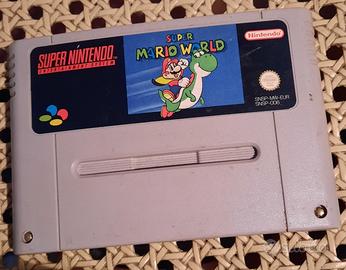 SUPER NINTENDO
ENTERTAINMENT SYSTEM
SUPER
MARIO WORLD
Nintendo
SNSP-MW-EUR
SNSP-006